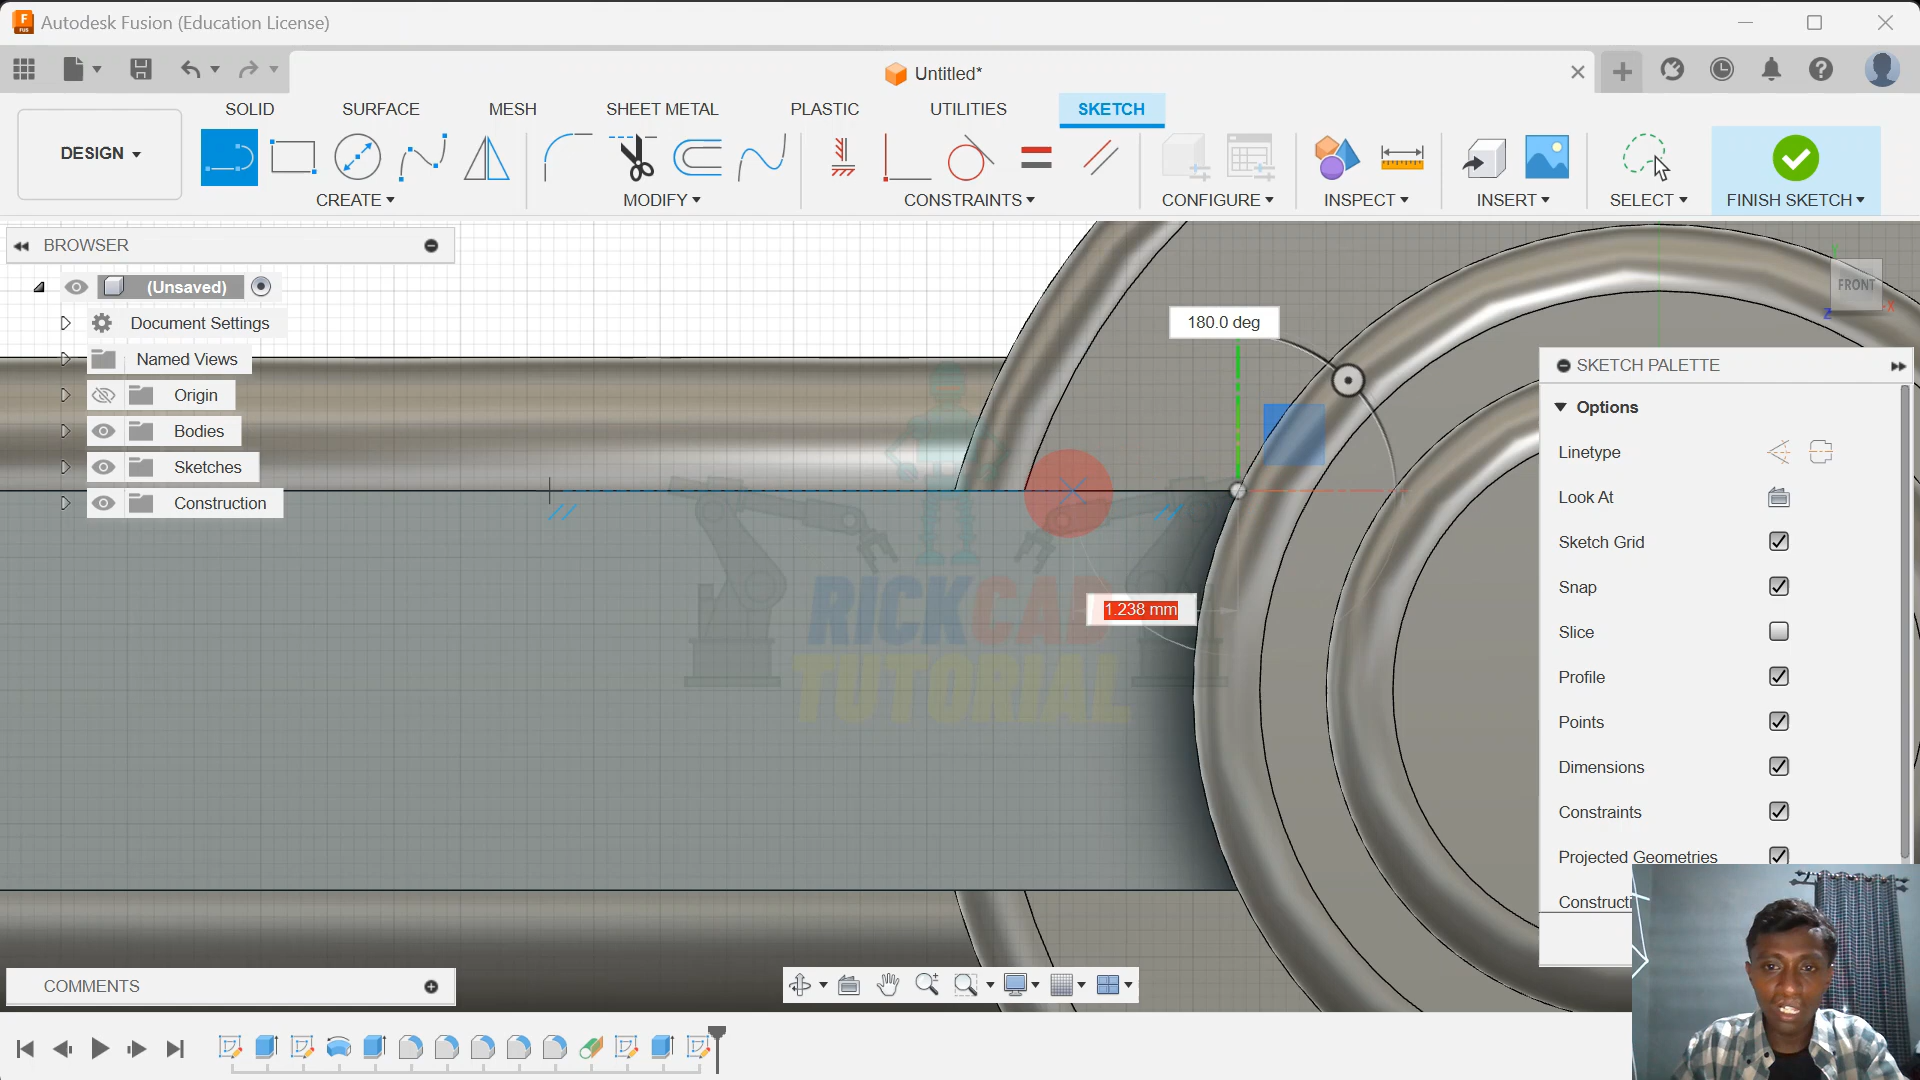 Autodesk Fusion (Education License)
Untitled*
SOLID
SURFACE
MESH
SHEET METAL
PLASTIC
UTILITIES
SKETCH
DESIGN
CREATE
MODIFY
CONSTRAINTS
CONFIGURE
INSPECT
INSERT
SELECT
FINISH SKETCH
BROWSER
(Unsaved)
Document Settings
Named Views
Origin
Bodies
Sketches
Construction
180.0 deg
1.238 mm
FRONT
Y
X
Z
RICKCAD
TUTORIAL
SKETCH PALETTE
Options
Linetype
Look At
Sketch Grid
Snap
Slice
Profile
Points
Dimensions
Constraints
Projected Geometries
Constructi
COMMENTS